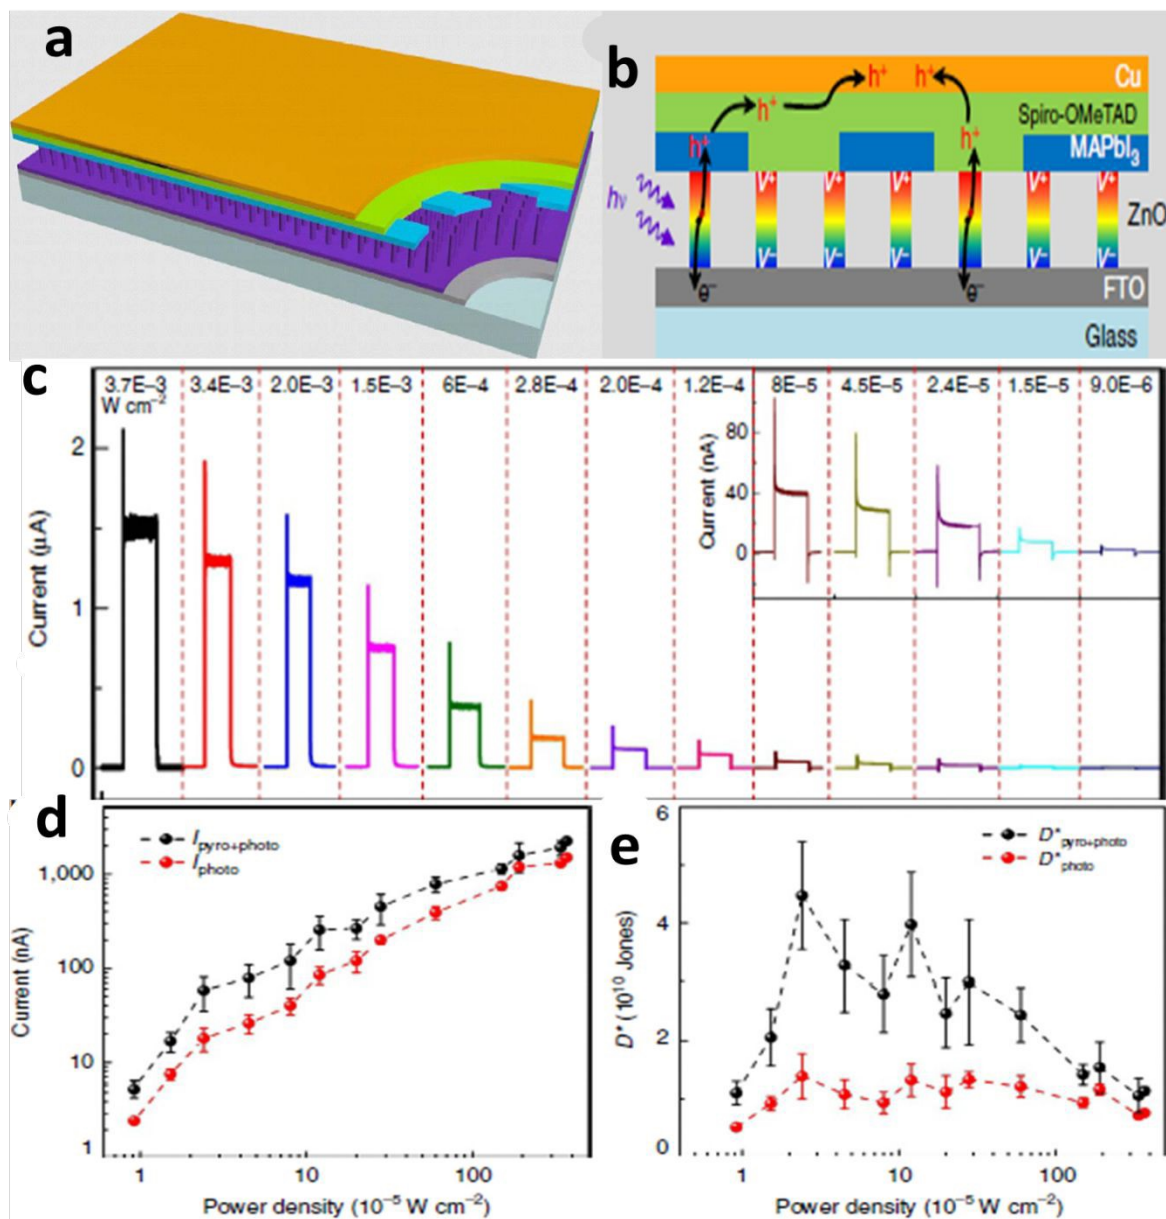 a
b
Cu
h⁺ h⁺
h⁺
Spiro-OMeTAD
h⁺ h⁺
MAPbI₃
hν
V⁺ V⁺ V⁺ V⁺ V⁺
ZnO
V⁻ V⁻ V⁻ V⁻ V⁻
e⁻ e⁻
FTO
Glass
c
3.7E–3 3.4E–3 2.0E–3 1.5E–3 6E–4 2.8E–4 2.0E–4 1.2E–4 8E–5 4.5E–5 2.4E–5 1.5E–5 9.0E–6
W cm⁻²
Current (μA)
2
1
0
Current (nA)
80
40
0
d
I pyro+photo
I photo
Current (nA)
1,000
100
10
1
1 10 100
Power density (10⁻⁵ W cm⁻²)
e
D* pyro+photo
D* photo
D* (10¹⁰ Jones)
6
4
2
0
1 10 100
Power density (10⁻⁵ W cm⁻²)